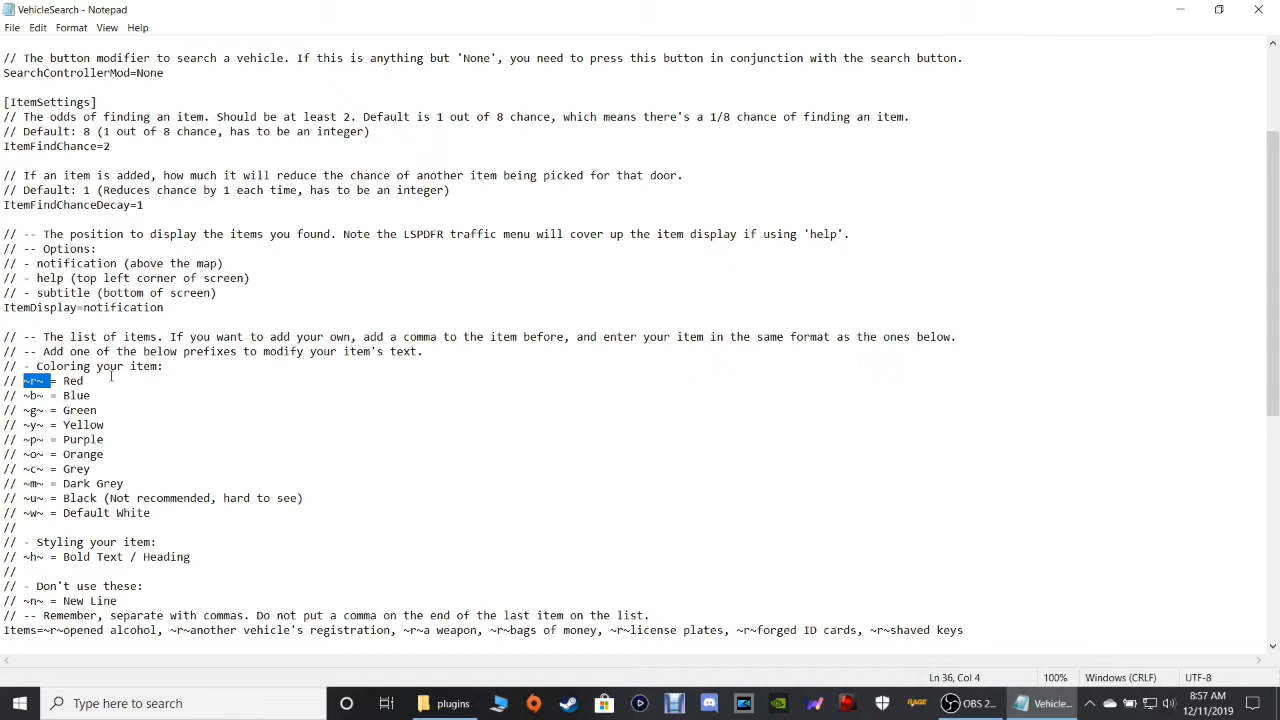 VehicleSearch - Notepad
File Edit Format View Help
// The button modifier to search a vehicle. If this is anything but 'None', you need to press this button in conjunction with the search button.
SearchControllerMod=None
[ItemSettings]
// The odds of finding an item. Should be at least 2. Default is 1 out of 8 chance, which means there's a 1/8 chance of finding an item.
// Default: 8 (1 out of 8 chance, has to be an integer)
ItemFindChance=2
// If an item is added, how much it will reduce the chance of another item being picked for that door.
// Default: 1 (Reduces chance by 1 each time, has to be an integer)
ItemFindChanceDecay=1
// -- The position to display the items you found. Note the LSPDFR traffic menu will cover up the item display if using 'help'.
// -- Options:
// - notification (above the map)
// - help (top left corner of screen)
// - subtitle (bottom of screen)
ItemDisplay=notification
// -- The list of items. If you want to add your own, add a comma to the item before, and enter your item in the same format as the ones below.
// -- Add one of the below prefixes to modify your item's text.
// - Coloring your item:
// ~r~ = Red
// ~b~ = Blue
// ~g~ = Green
// ~y~ = Yellow
// ~p~ = Purple
// ~o~ = Orange
// ~c~ = Grey
// ~m~ = Dark Grey
// ~u~ = Black (Not recommended, hard to see)
// ~w~ = Default White
//
// - Styling your item:
// ~h~ = Bold Text / Heading
//
// - Don't use these:
// ~n~ = New Line
// -- Remember, separate with commas. Do not put a comma on the end of the last item on the list.
Items=~r~opened alcohol, ~r~another vehicle's registration, ~r~a weapon, ~r~bags of money, ~r~license plates, ~r~forged ID cards, ~r~shaved keys
Ln 36, Col 4 100% Windows (CRLF) UTF-8
Type here to search plugins RAGE OBS 2... Vehicle... 8:57 AM
12/11/2019